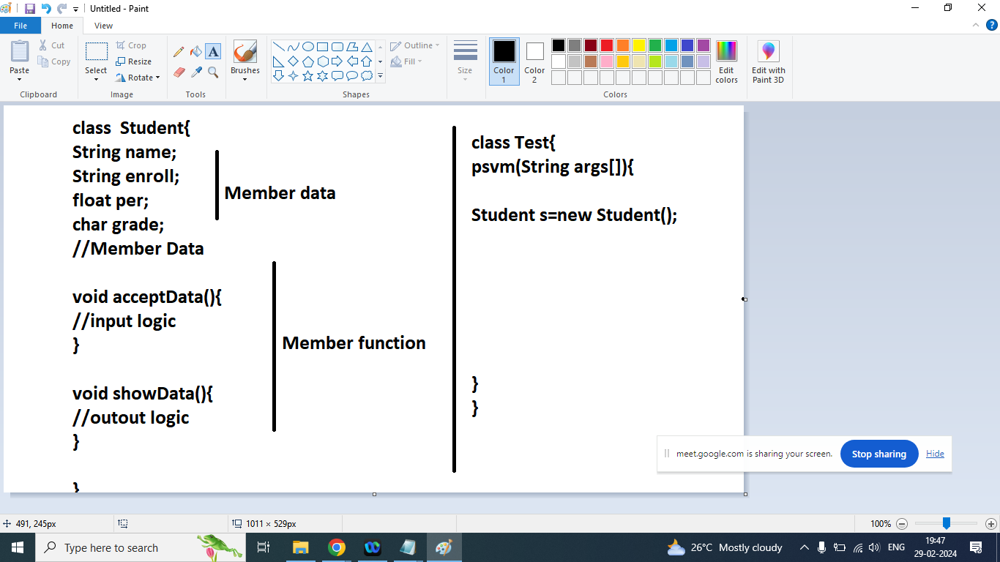 Untitled - Paint
File
Home
View
Paste
Cut
Copy
Clipboard
Select
Crop
Resize
Rotate
Image
A
Tools
Brushes
Outline
Fill
Shapes
Size
Color
1
Color
2
Edit
colors
Colors
Edit with
Paint 3D
class  Student{
String name;
String enroll;
float per;
char grade;
//Member Data
void acceptData(){
//input logic
}
void showData(){
//outout logic
}
}
Member data
Member function
class Test{
psvm(String args[]){
Student s=new Student();
}
}
meet.google.com is sharing your screen.
Stop sharing
Hide
491, 245px
1011 × 529px
100%
Type here to search
26°C Mostly cloudy
ENG
19:47
29-02-2024